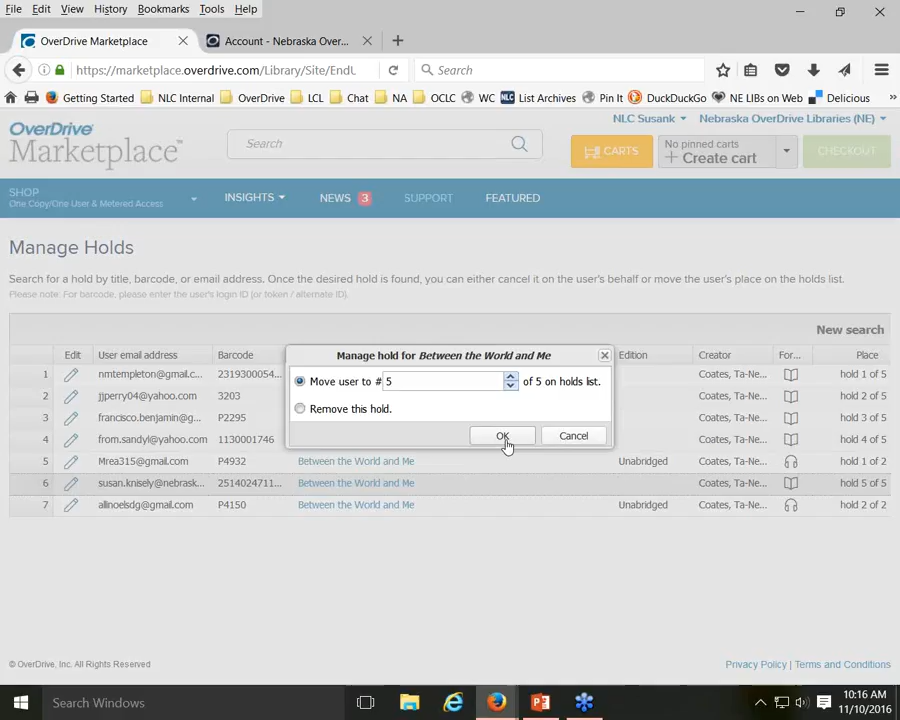 File Edit View History Bookmarks Tools Help
OverDrive Marketplace
Account - Nebraska Over...
https://marketplace.overdrive.com/Library/Site/EndU
Search
Getting Started NLC Internal OverDrive LCL Chat NA OCLC WC NLC List Archives Pin It DuckDuckGo NE LIBs on Web Delicious
NLC Susank Nebraska OverDrive Libraries (NE)
OverDrive Marketplace™
Search
CARTS
No pinned carts
+ Create cart
CHECKOUT
SHOP
One Copy/One User & Metered Access
INSIGHTS NEWS 3 SUPPORT FEATURED
Manage Holds
Search for a hold by title, barcode, or email address. Once the desired hold is found, you can either cancel it on the user's behalf or move the user's place on the holds list.
Please note: For barcode, please enter the user's login ID (or token / alternate ID).
New search
Edit User email address Barcode Edition Creator For... Place
1 nmtempleton@gmail.c... 2319300054... Coates, Ta-Ne... hold 1 of 5
2 jjperry04@yahoo.com 3203 Coates, Ta-Ne... hold 2 of 5
3 francisco.benjamin@g... P2295 Coates, Ta-Ne... hold 3 of 5
4 from.sandyl@yahoo.com 1130001746 Coates, Ta-Ne... hold 4 of 5
5 Mrea315@gmail.com P4932 Between the World and Me Unabridged Coates, Ta-Ne... hold 1 of 2
6 susan.knisely@nebrask... 2514024711... Between the World and Me Coates, Ta-Ne... hold 5 of 5
7 allinoelsdg@gmail.com P4150 Between the World and Me Unabridged Coates, Ta-Ne... hold 2 of 2
Manage hold for Between the World and Me
Move user to # 5 of 5 on holds list.
Remove this hold.
OK Cancel
© OverDrive, Inc. All Rights Reserved
Privacy Policy | Terms and Conditions
Search Windows
10:16 AM
11/10/2016